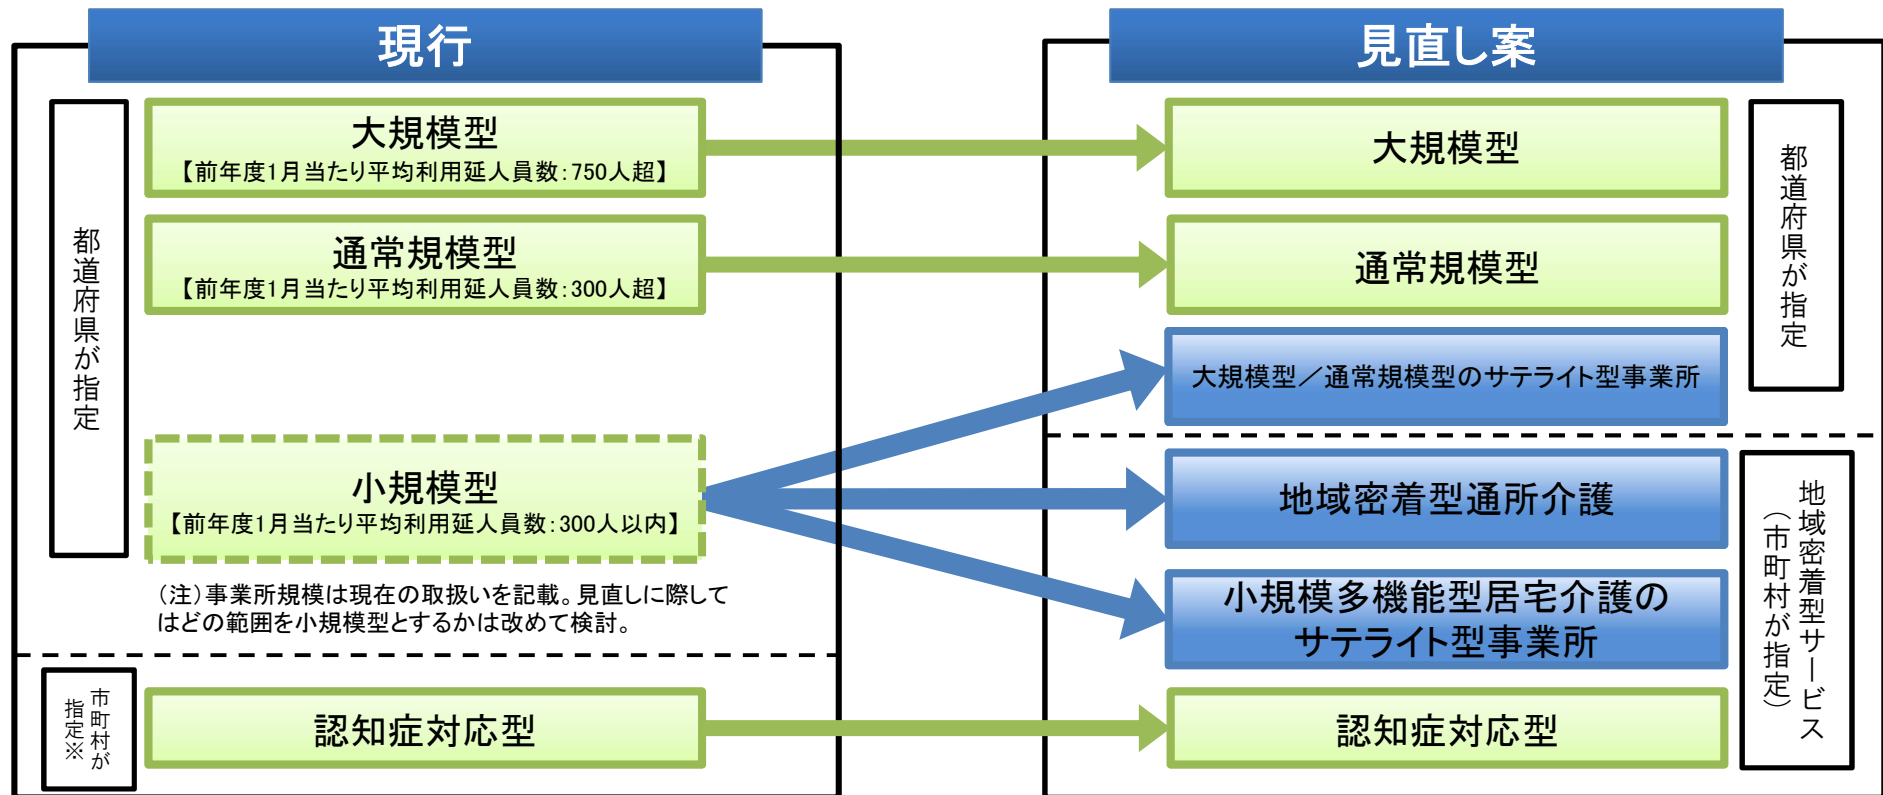 現行
都道府県が指定
大規模型
【前年度1月当たり平均利用延人員数：750人超】
通常規模型
【前年度1月当たり平均利用延人員数：300人超】
小規模型
【前年度1月当たり平均利用延人員数：300人以内】
（注）事業所規模は現在の取扱いを記載。見直しに際して
はどの範囲を小規模型とするかは改めて検討。
市町村が
指定※
認知症対応型
見直し案
大規模型
通常規模型
大規模型／通常規模型のサテライト型事業所
都道府県が指定
地域密着型通所介護
小規模多機能型居宅介護の
サテライト型事業所
認知症対応型
地域密着型サービス
（市町村が指定）